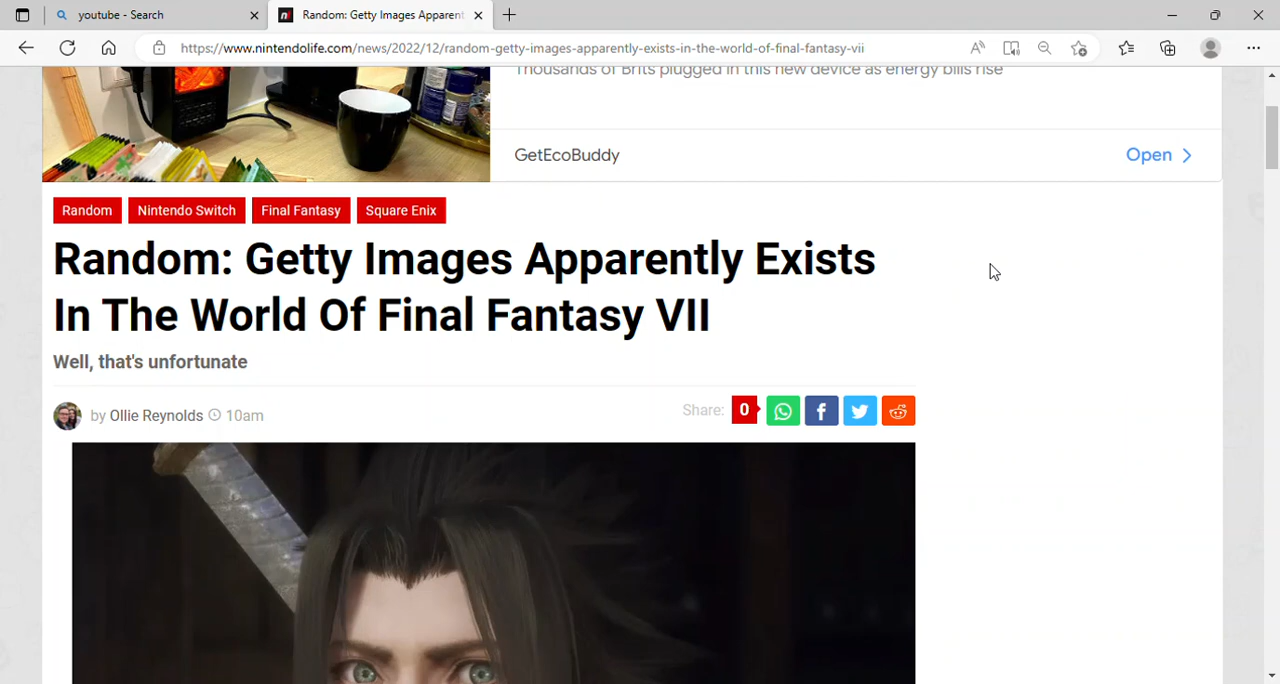 youtube - Search
Random: Getty Images Apparent
https://www.nintendolife.com/news/2022/12/random-getty-images-apparently-exists-in-the-world-of-final-fantasy-vii
Thousands of Brits plugged in this new device as energy bills rise
GetEcoBuddy
Open
Random
Nintendo Switch
Final Fantasy
Square Enix
Random: Getty Images Apparently Exists
In The World Of Final Fantasy VII
Well, that's unfortunate
by Ollie Reynolds 10am
Share: 0